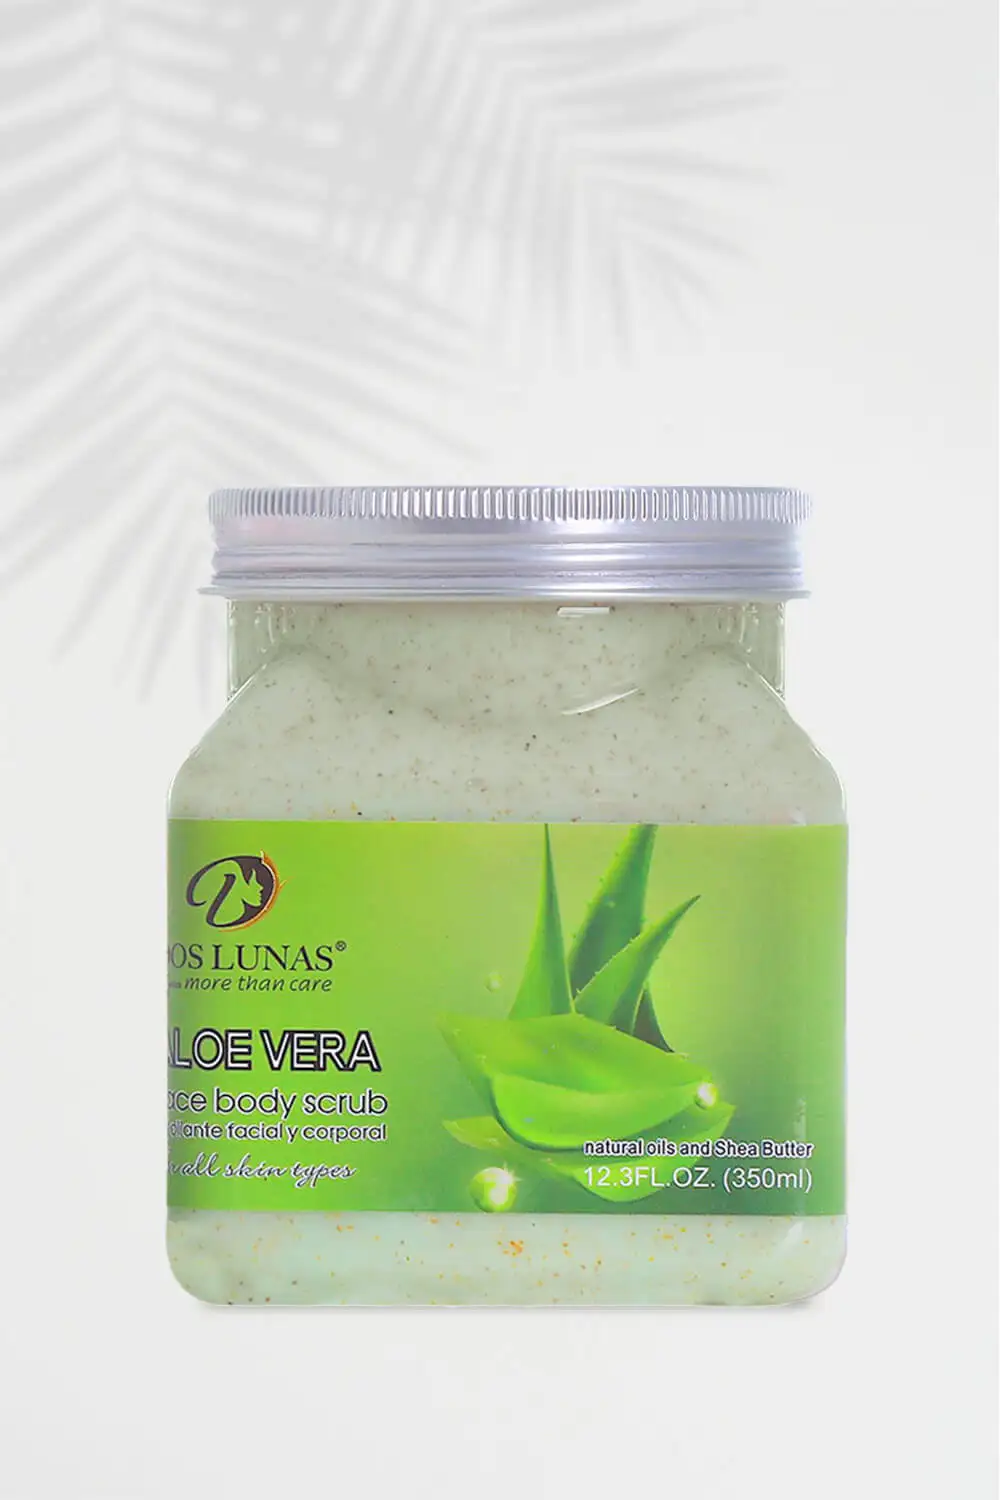 DOS LUNAS®
more than care
ALOE VERA
face body scrub
oliante facial y corporal
all skin types
natural oils and Shea Butter
12.3FL.OZ. (350ml)